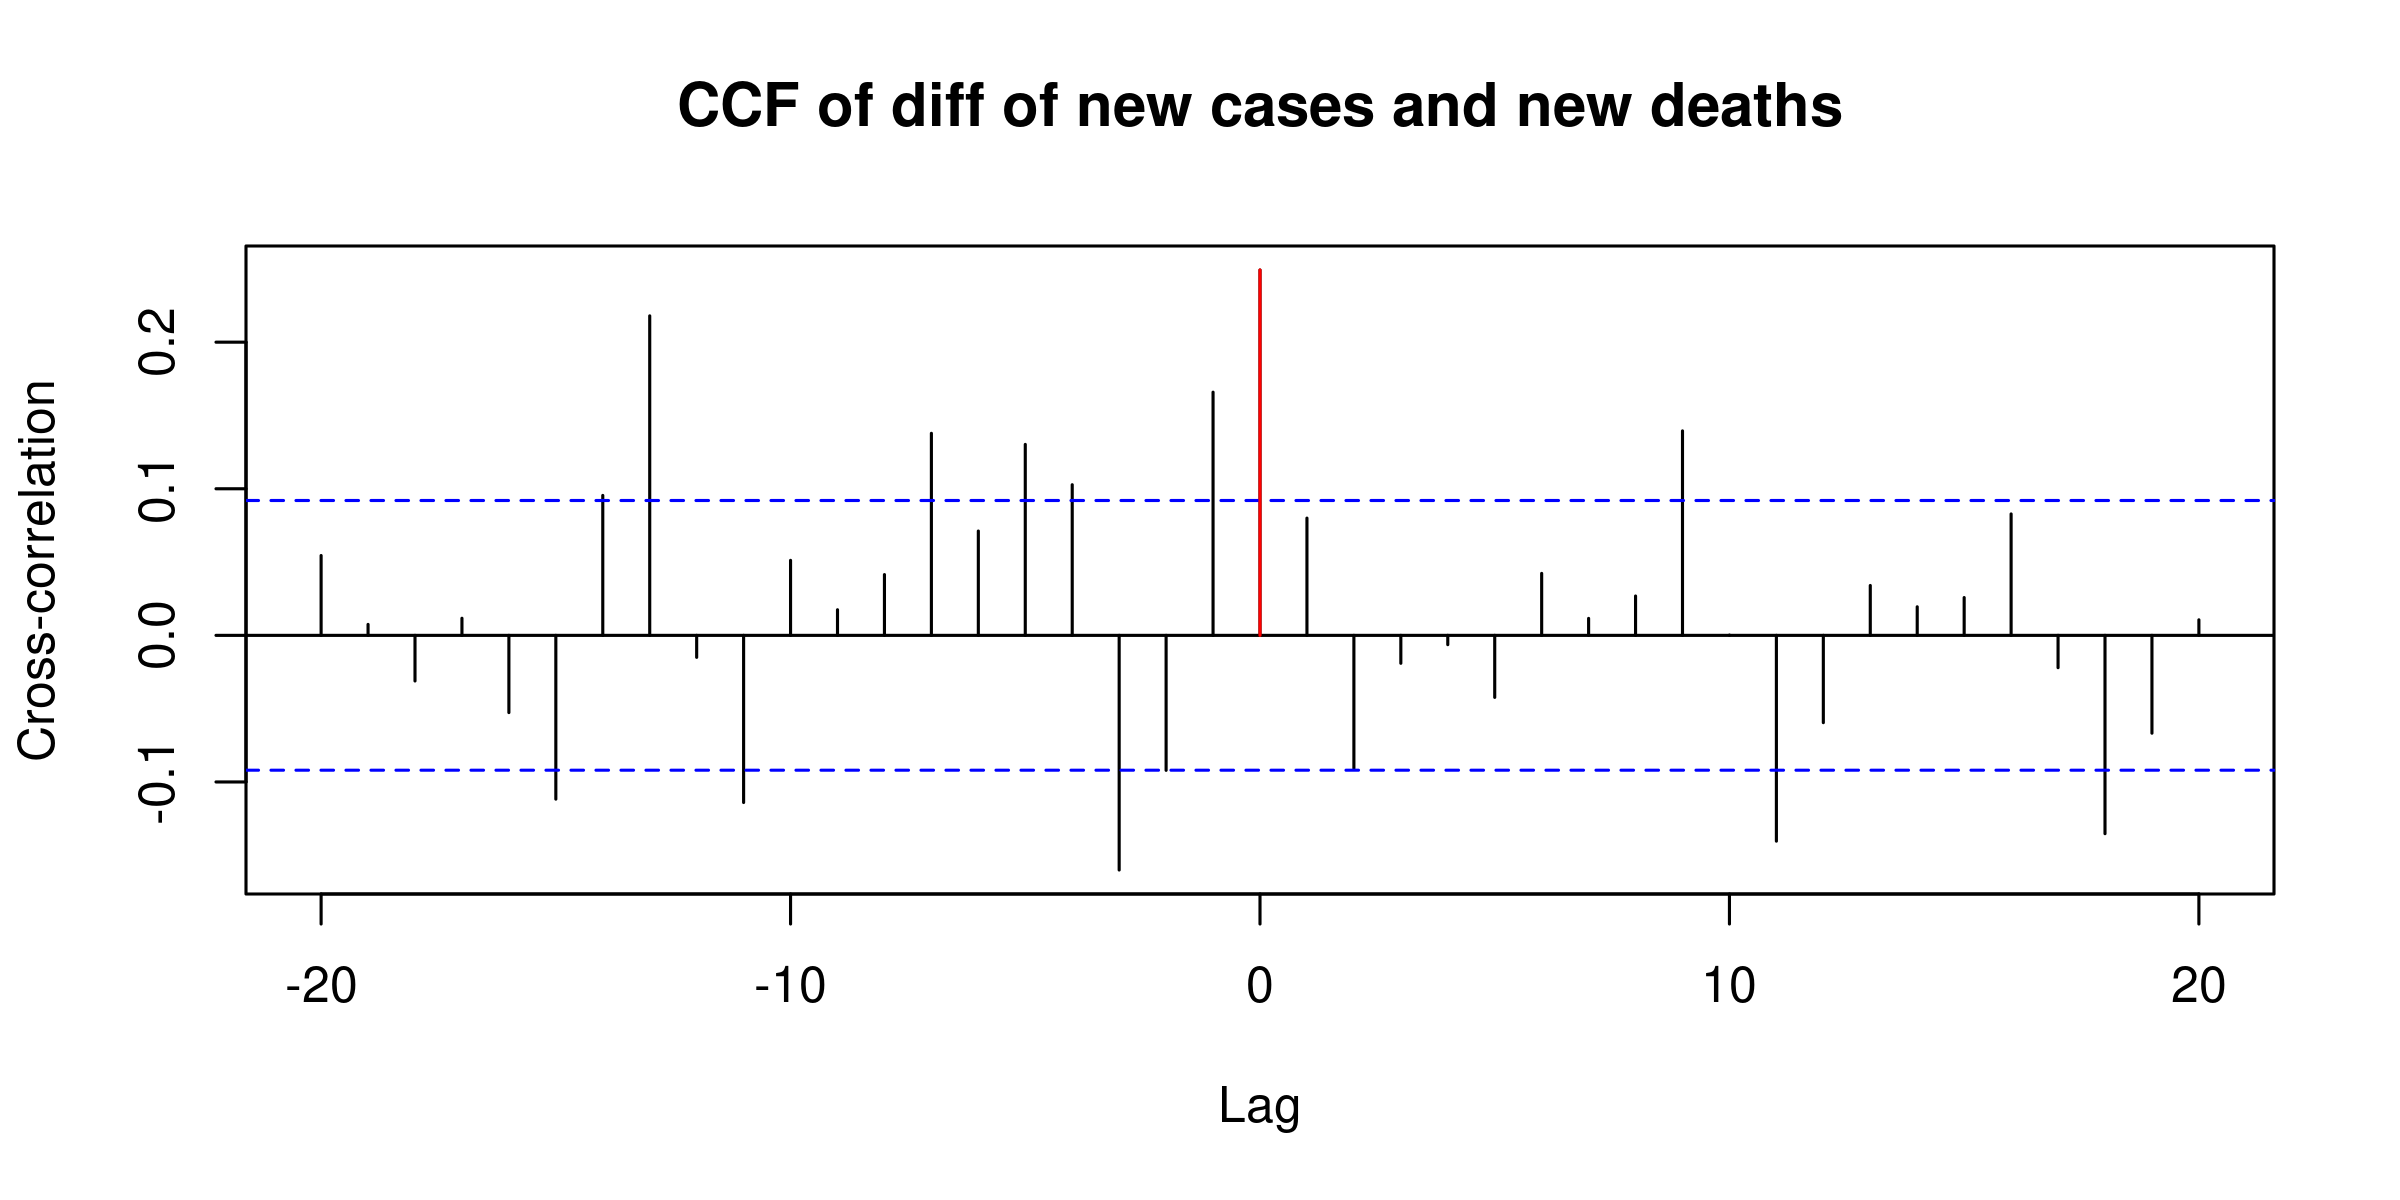 CCF of diff of new cases and new deaths
Cross-correlation
0.2
0.1
0.0
-0.1
-20 -10 0 10 20
Lag